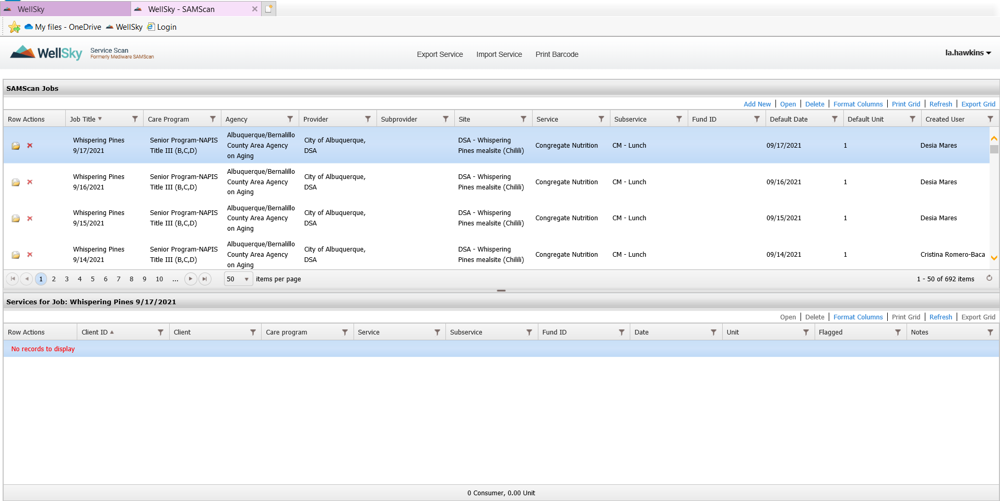 WellSky
WellSky - SAMScan
My files - OneDrive WellSky Login
WellSky Service Scan
Formerly Mediware SAMScan
Export Service Import Service Print Barcode
la.hawkins
SAMScan Jobs
Add New Open Delete Format Columns Print Grid Refresh Export Grid
Row Actions Job Title Care Program Agency Provider Subprovider Site Service Subservice Fund ID Default Date Default Unit Created User
Whispering Pines 9/17/2021 Senior Program-NAPIS Title III (B,C,D) Albuquerque/Bernalillo County Area Agency on Aging City of Albuquerque, DSA DSA - Whispering Pines mealsite (Chilili) Congregate Nutrition CM - Lunch 09/17/2021 1 Desia Mares
Whispering Pines 9/16/2021 Senior Program-NAPIS Title III (B,C,D) Albuquerque/Bernalillo County Area Agency on Aging City of Albuquerque, DSA DSA - Whispering Pines mealsite (Chilili) Congregate Nutrition CM - Lunch 09/16/2021 1 Desia Mares
Whispering Pines 9/15/2021 Senior Program-NAPIS Title III (B,C,D) Albuquerque/Bernalillo County Area Agency on Aging City of Albuquerque, DSA DSA - Whispering Pines mealsite (Chilili) Congregate Nutrition CM - Lunch 09/15/2021 1 Desia Mares
Whispering Pines 9/14/2021 Senior Program-NAPIS Title III (B,C,D) Albuquerque/Bernalillo County Area Agency on Aging City of Albuquerque, DSA DSA - Whispering Pines mealsite (Chilili) Congregate Nutrition CM - Lunch 09/14/2021 1 Cristina Romero-Baca
1 2 3 4 5 6 7 8 9 10 ... 50 items per page 1 - 50 of 692 items
Services for Job: Whispering Pines 9/17/2021
Open Delete Format Columns Print Grid Refresh Export Grid
Row Actions Client ID Client Care program Service Subservice Fund ID Date Unit Flagged Notes
No records to display
0 Consumer, 0.00 Unit